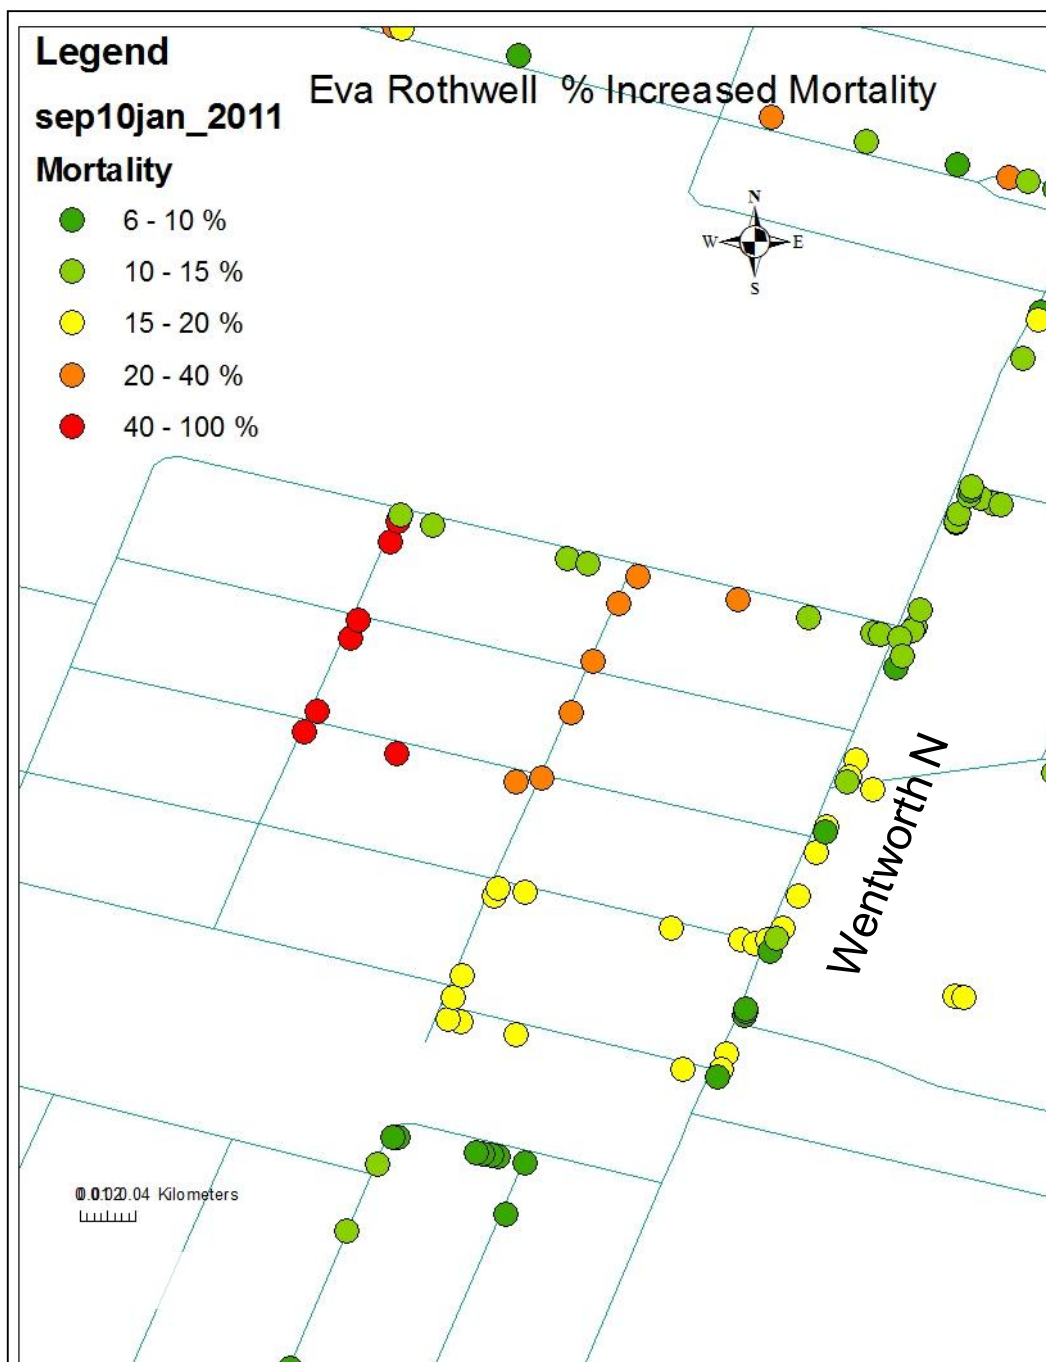 Legend
Eva Rothwell % Increased Mortality
sep10jan_2011
Mortality
6 - 10 %
10 - 15 %
15 - 20 %
20 - 40 %
40 - 100 %
N
W E
S
Wentworth N
0.04 Kilometers